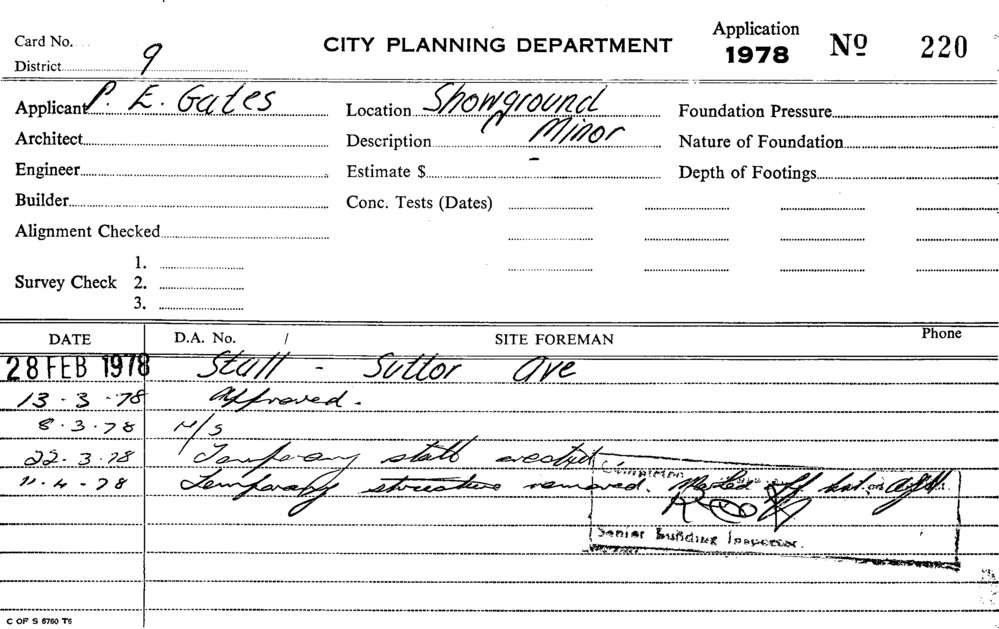 Card No.
CITY PLANNING DEPARTMENT
Application
1978
No 220
District 9
Applicant P. E. Gates
Location Showground
Foundation Pressure
Architect
Description Minor
Nature of Foundation
Engineer
Estimate $ -
Depth of Footings
Builder
Conc. Tests (Dates)
Alignment Checked
Survey Check
1.
2.
3.
DATE D.A. No. / SITE FOREMAN Phone
28 FEB 1978 Stall - Suttor Ave
13 - 3 - 78 Approved.
8 . 3 . 78 N/S
22 - 3 . 78 Temporary stall erected
11 - 4 - 78 Temporary structure removed.
Completion
Senior Building Inspector.
C OF S 6760 T6